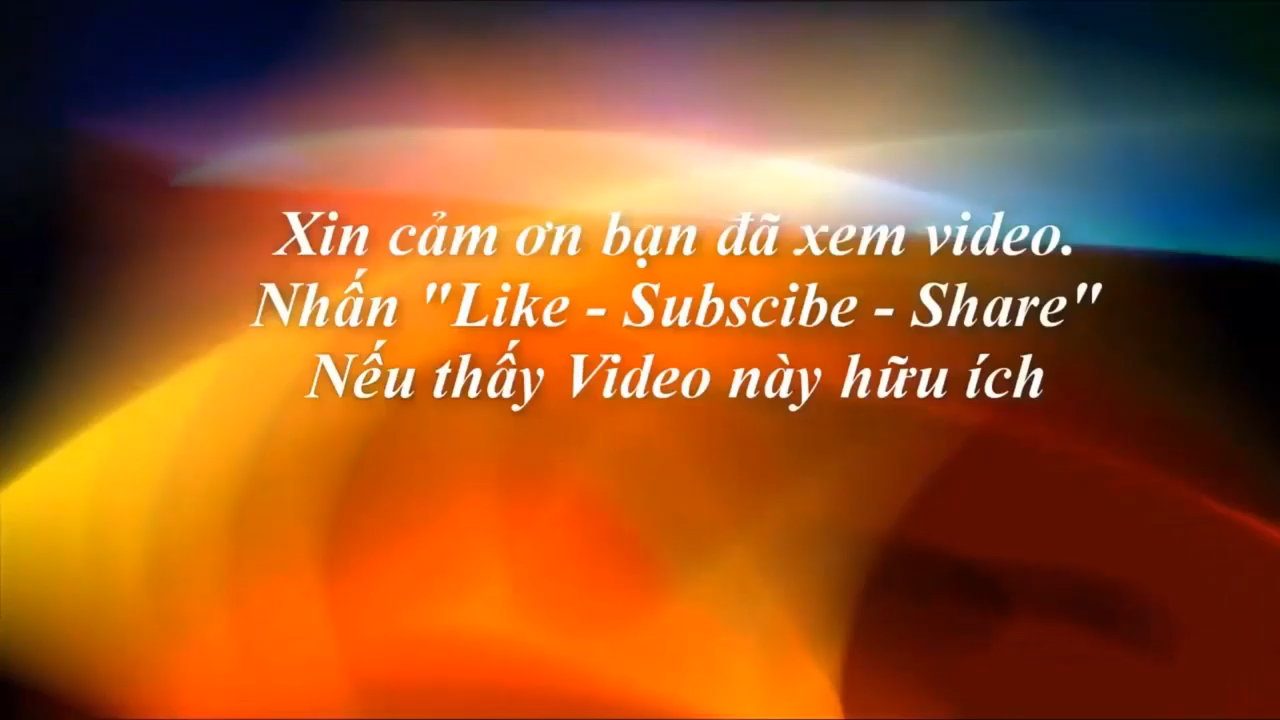 Xin cảm ơn bạn đã xem video.
Nhấn "Like - Subscibe - Share"
Nếu thấy Video này hữu ích